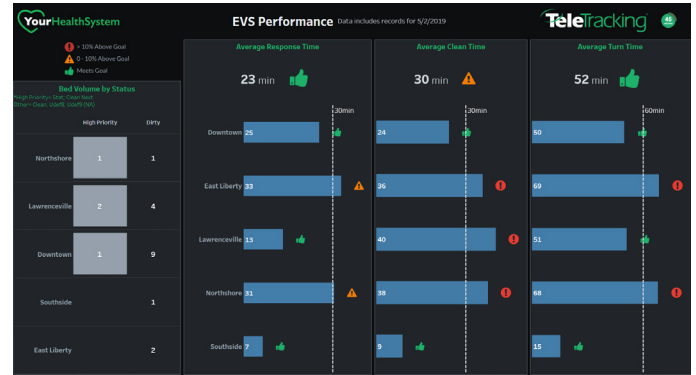 YourHealthSystem
EVS Performance Data includes records for 5/2/2019
TeleTracking
> 10% Above Goal
0 - 10% Above Goal
Meets Goal
Bed Volume by Status
*High Priority= Stat; Clean Next
Other= Clean; Udefill, Udefill (NA)
High Priority Dirty
Northshore 1 1
Lawrenceville 2 4
Downtown 1 9
Southside 1
East Liberty 2
Average Response Time
23 min
30min
Downtown 25
East Liberty 33
Lawrenceville 13
Northshore 31
Southside 7
Average Clean Time
30 min
30min
24
36
40
38
9
Average Turn Time
52 min
60min
50
69
51
68
15